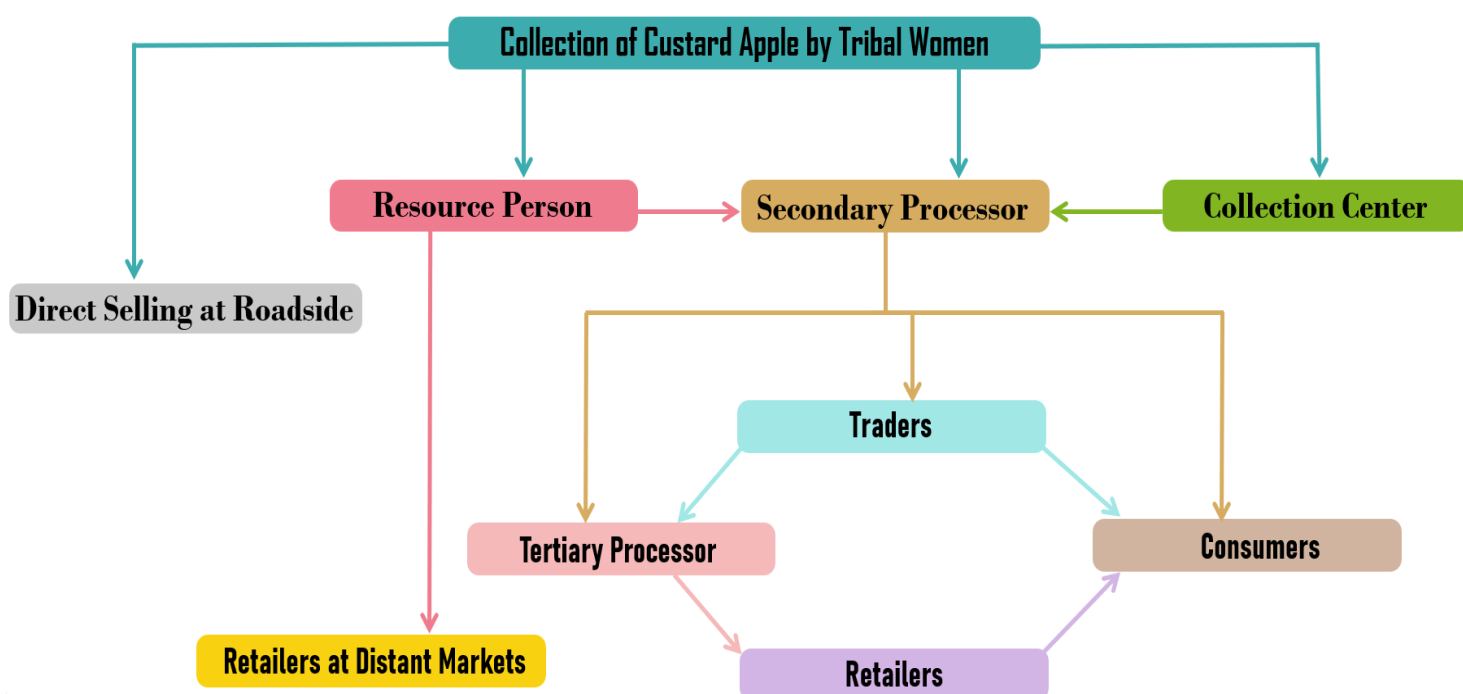 Collection of Custard Apple by Tribal Women
Resource Person
Secondary Processor
Collection Center
Direct Selling at Roadside
Traders
Tertiary Processor
Consumers
Retailers at Distant Markets
Retailers